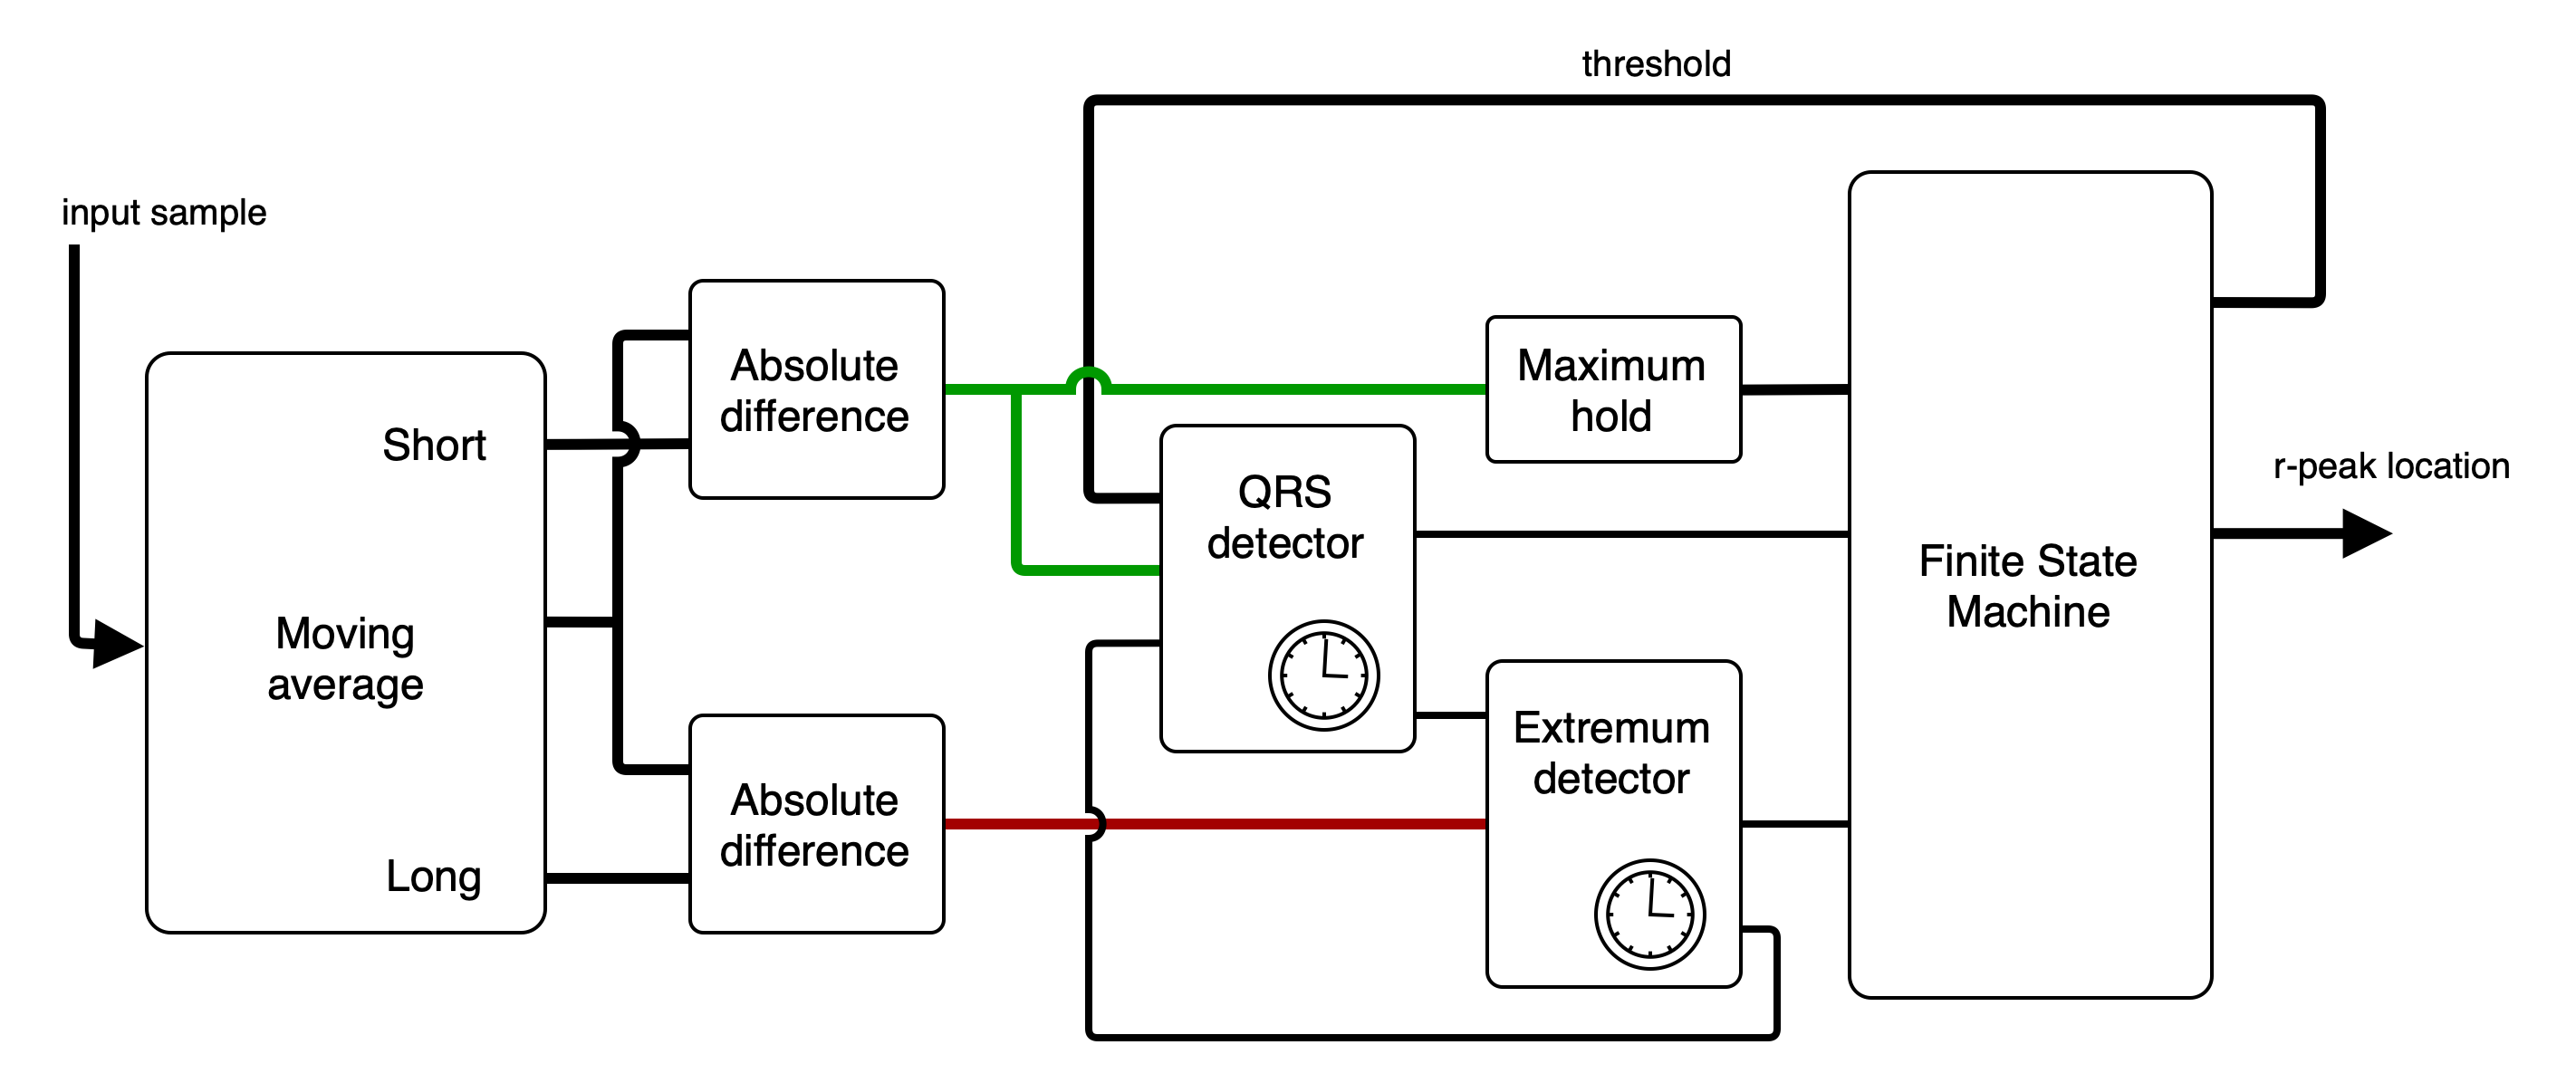 threshold
input sample
Absolute
difference
Maximum
hold
Short
QRS
detector
r-peak location
Finite State
Machine
Moving
average
Extremum
detector
Absolute
difference
Long